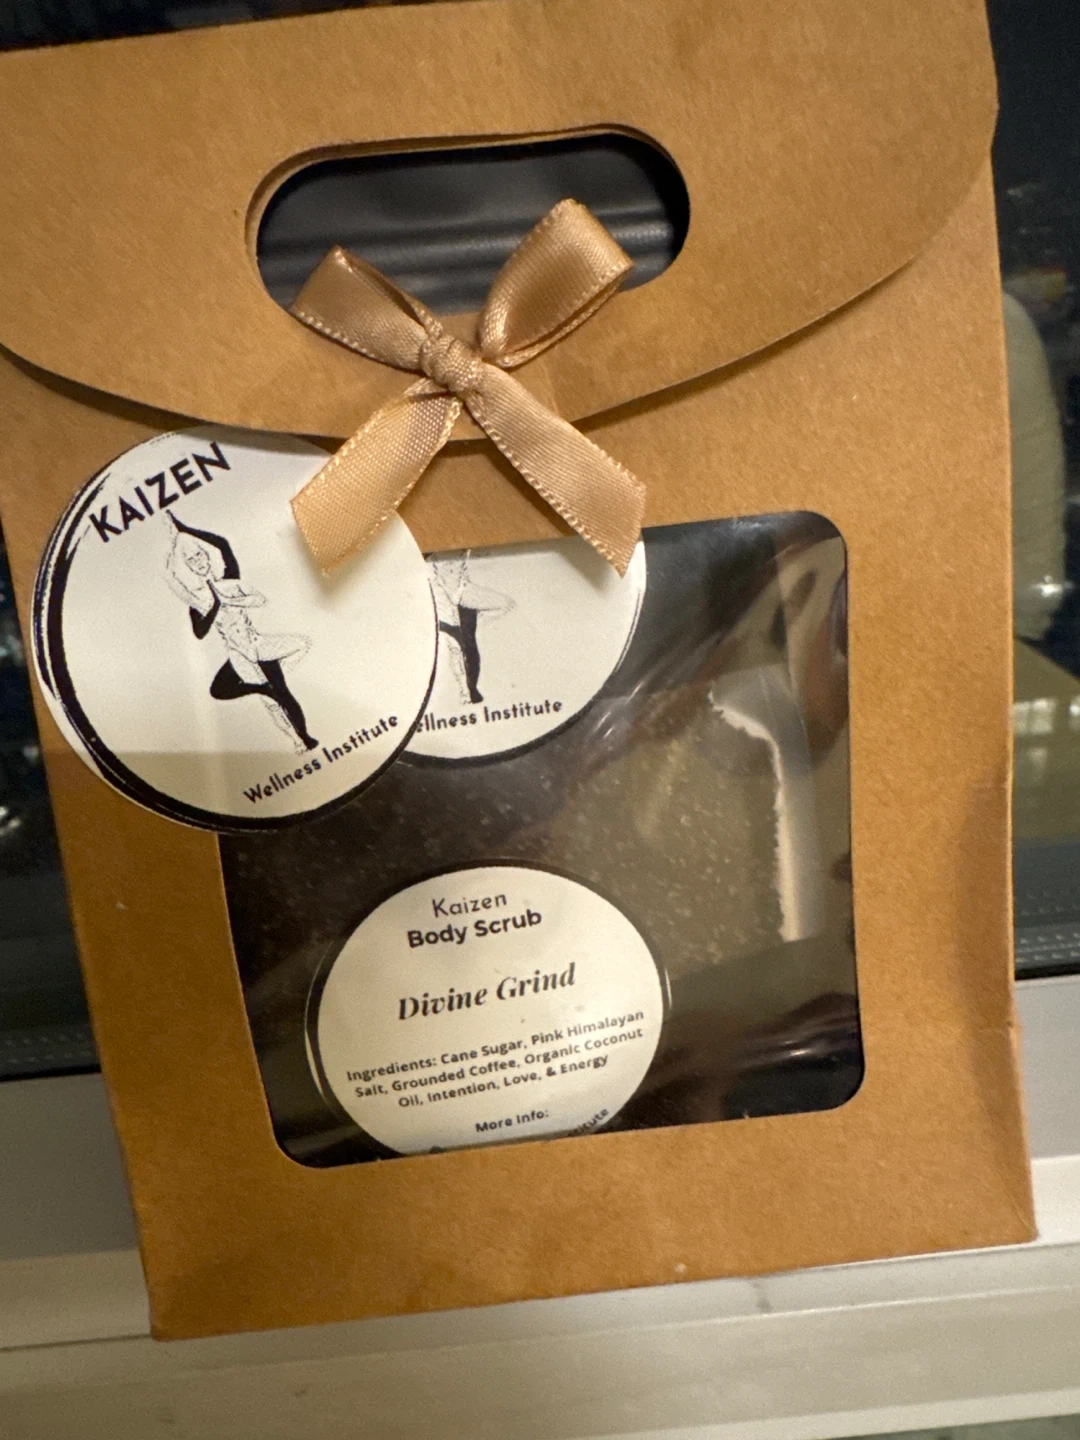 KAIZEN
Wellness Institute
Institute
Kaizen
Body Scrub
Divine Grind
Ingredients: Cane Sugar, Pink Himalayan
Salt, Grounded Coffee, Organic Coconut
Oil, Intention, Love, & Energy
More Info: